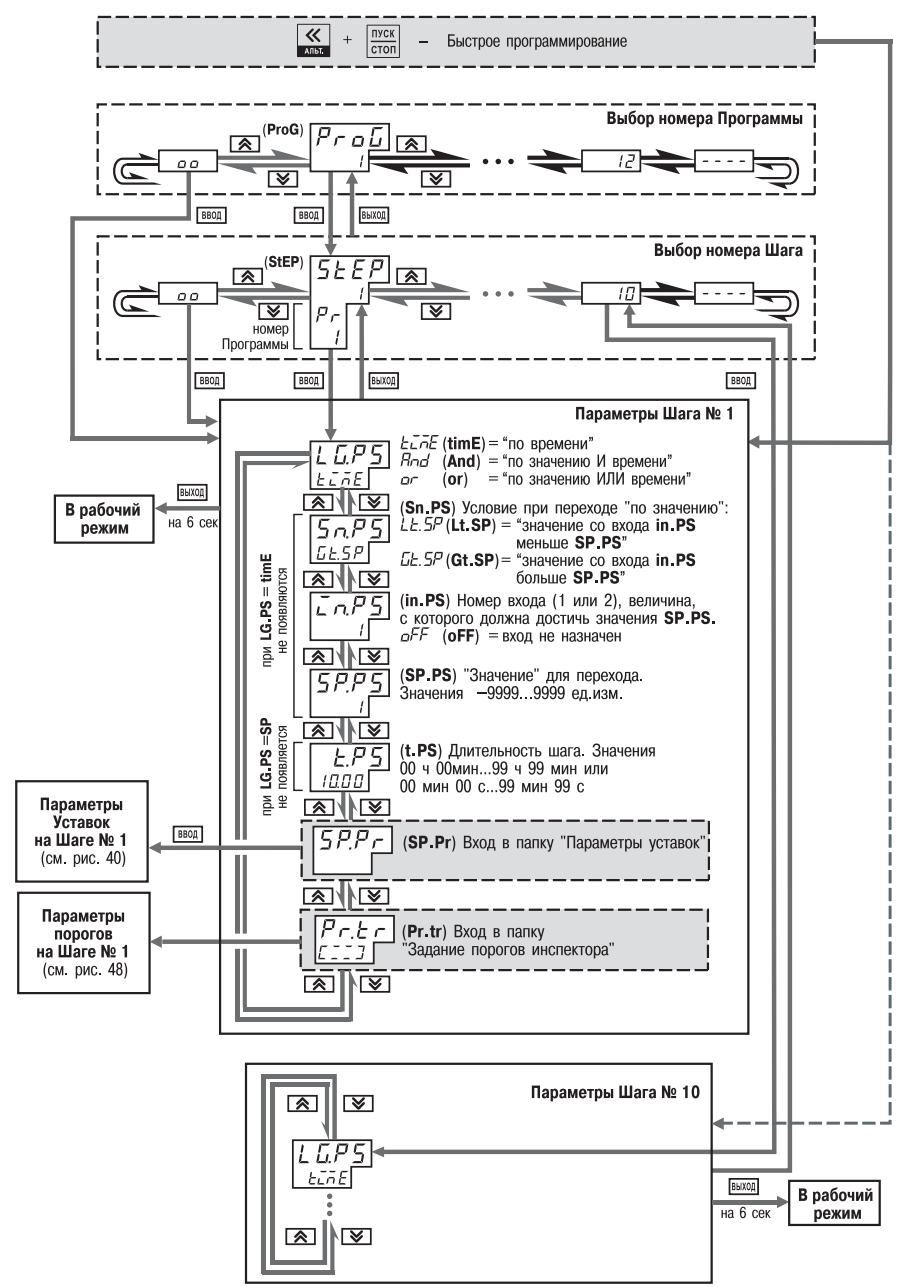 « АЛЬТ. + ПУСК СТОП – Быстрое программирование
Выбор номера Программы
(ProG)
ProG
1
oo
• • •
12
- - - -
ВВОД
ВВОД
ВЫХОД
Выбор номера Шага
(StEP)
StEP
1
oo
• • •
10
- - - -
Pr
1
номер
Программы
ВВОД
ВВОД
ВЫХОД
ВВОД
Параметры Шага № 1
LG.PS
timE
timE (timE) = “по времени”
And (And) = “по значению И времени”
or (or) = “по значению ИЛИ времени”
ВЫХОД
на 6 сек
В рабочий
режим
при LG.PS = timE
не появляются
Sn.PS
Gt.SP
(Sn.PS) Условие при переходе "по значению":
Lt.SP (Lt.SP) = “значение со входа in.PS
меньше SP.PS”
Gt.SP (Gt.SP) = “значение со входа in.PS
больше SP.PS”
in.PS
1
(in.PS) Номер входа (1 или 2), величина,
с которого должна достичь значения SP.PS.
oFF (oFF) = вход не назначен
SP.PS
1
(SP.PS) "Значение" для перехода.
Значения –9999...9999 ед.изм.
при LG.PS =SP
не появляется
t.PS
10.00
(t.PS) Длительность шага. Значения
00 ч 00мин...99 ч 99 мин или
00 мин 00 с...99 мин 99 с
Параметры
Уставок
на Шаге № 1
(см. рис. 40)
ВВОД
SP.Pr
(SP.Pr) Вход в папку "Параметры уставок"
Параметры
порогов
на Шаге № 1
(см. рис. 48)
Pr.tr
[---]
(Pr.tr) Вход в папку
"Задание порогов инспектора"
Параметры Шага № 10
LG.PS
timE
ВЫХОД
на 6 сек
В рабочий
режим